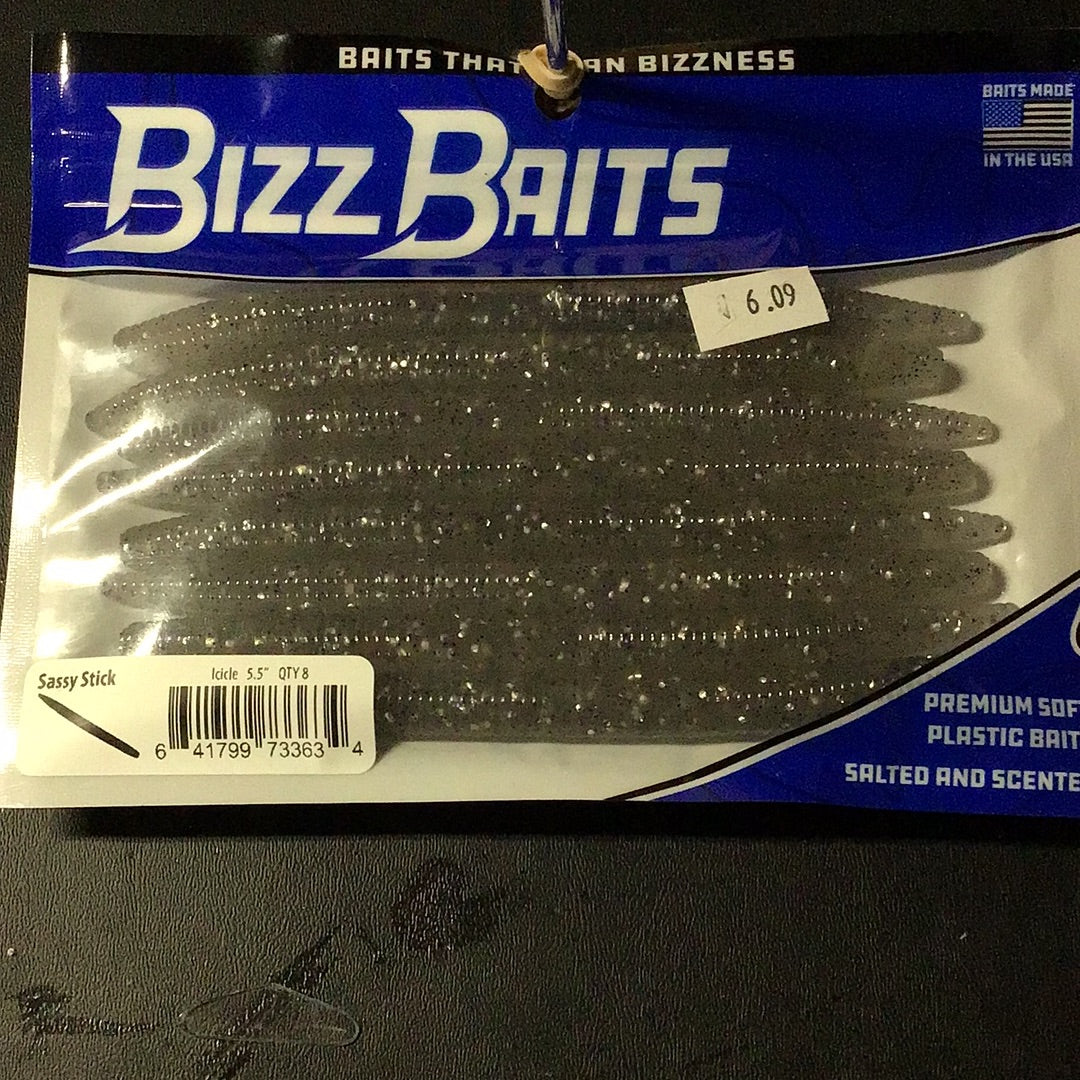 BAITS THAT AN BIZZNESS
BIZZ BAITS
BAITS MADE
IN THE USA
6.09
Sassy Stick
Icicle 5.5" QTY 8
6 41799 73363 4
PREMIUM SOF
PLASTIC BAIT
SALTED AND SCENTE